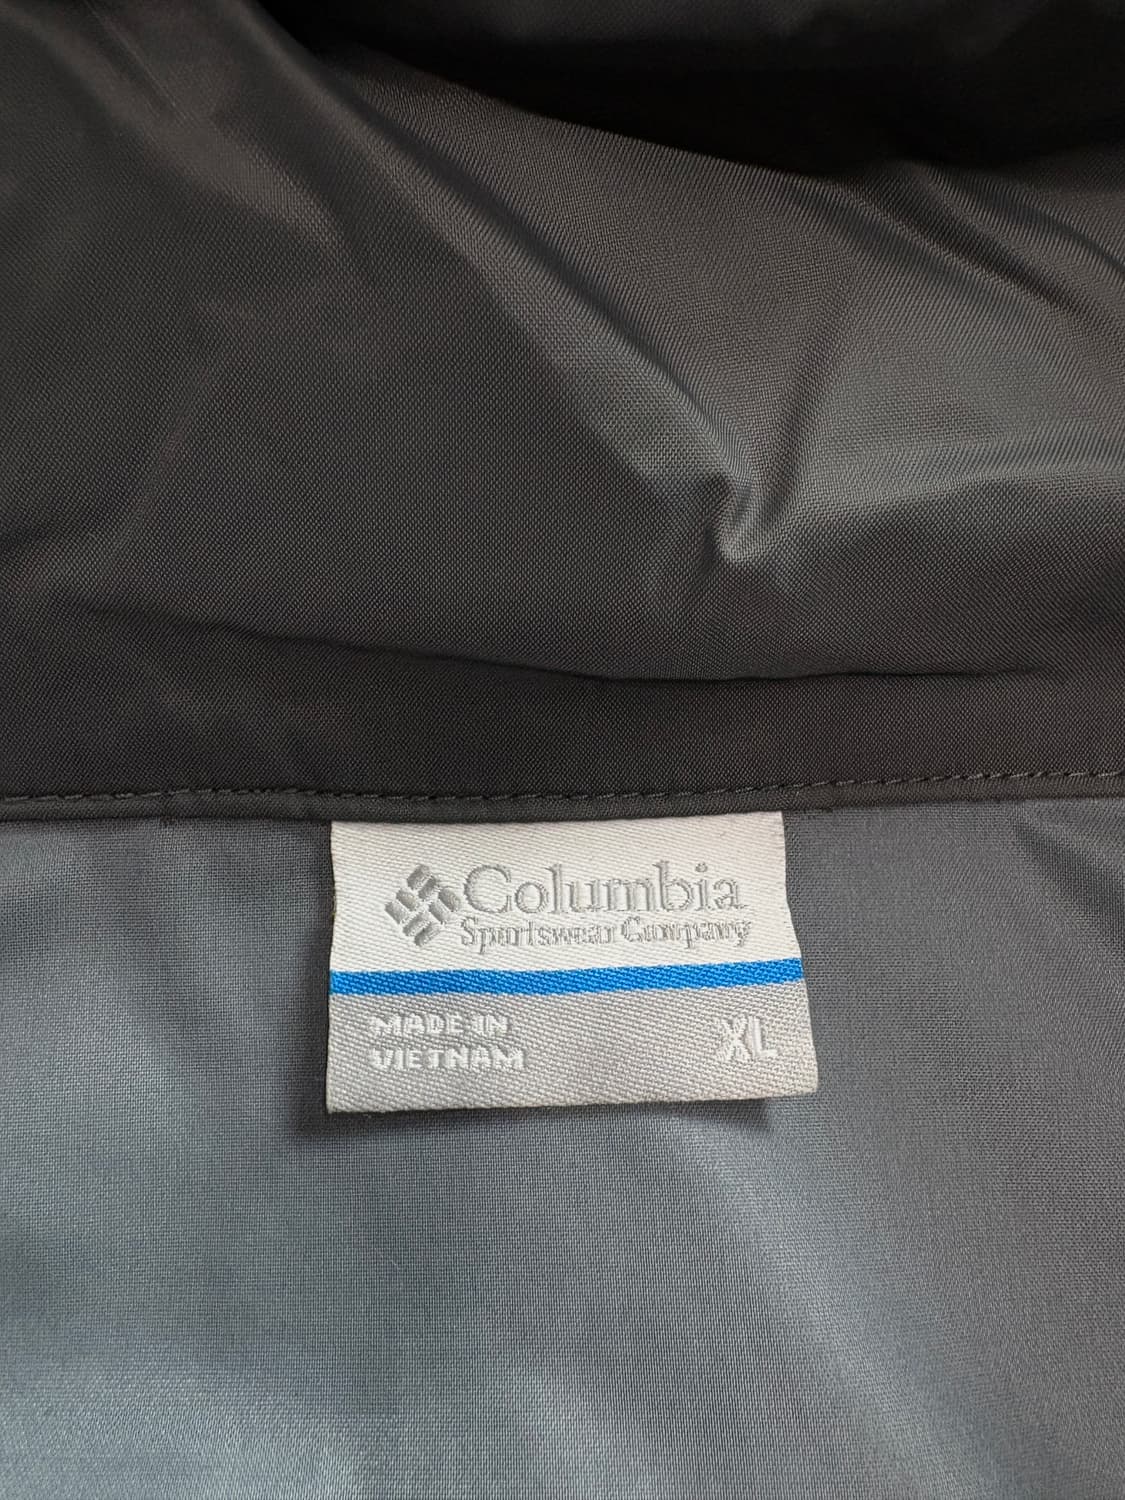 Columbia
Sportswear Company
MADE IN
VIETNAM
XL